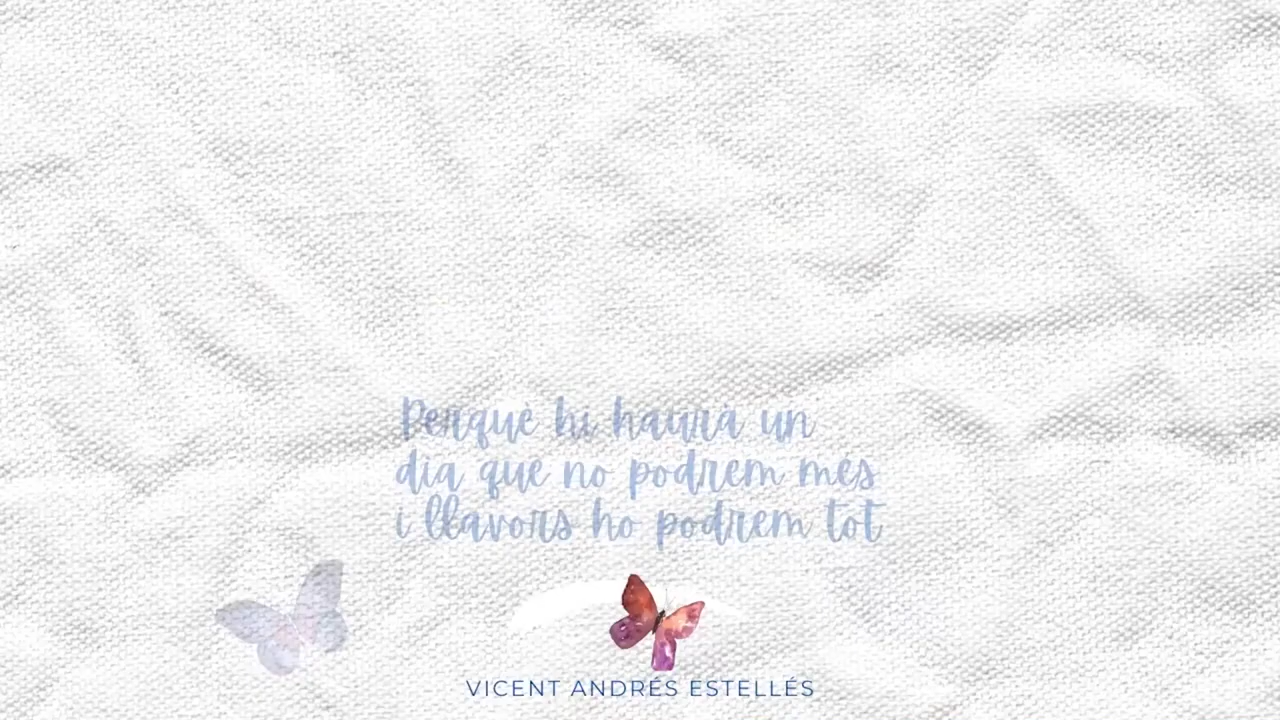 Perquè hi haurà un
dia que no podrem més
i llavors ho podrem tot
VICENT ANDRÉS ESTELLÉS